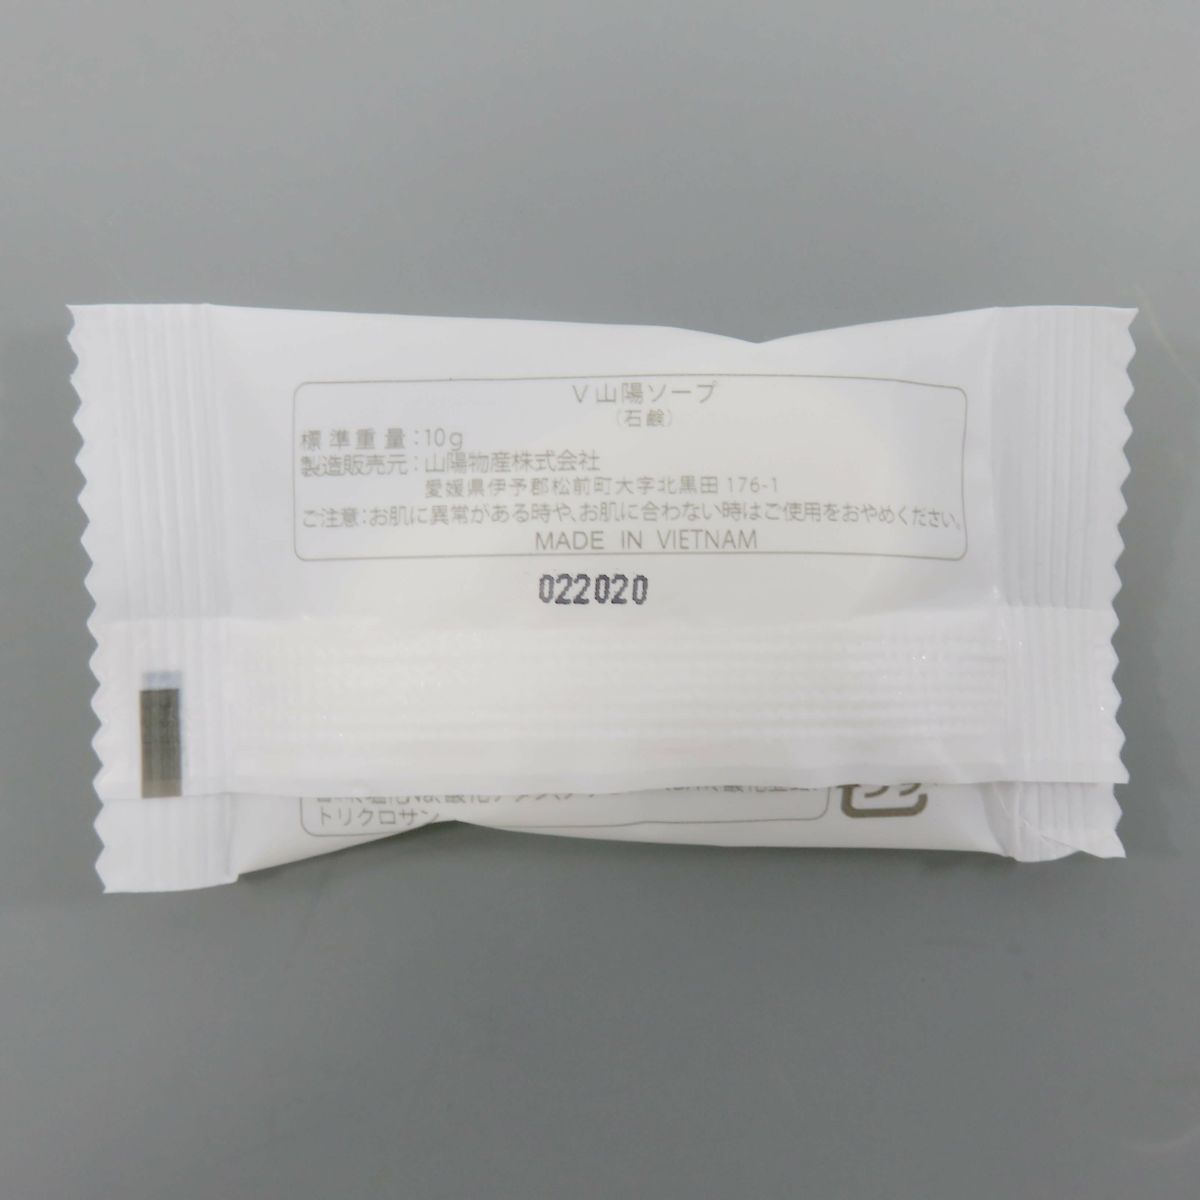 V山陽ソープ
(石鹸)
標準重量:10g
製造販売元:山陽物産株式会社
愛媛県伊予郡松前町大字北黒田 176-1
ご注意:お肌に異常がある時や、お肌に合わない時はご使用をおやめください。
MADE IN VIETNAM
022020
トリクロサン